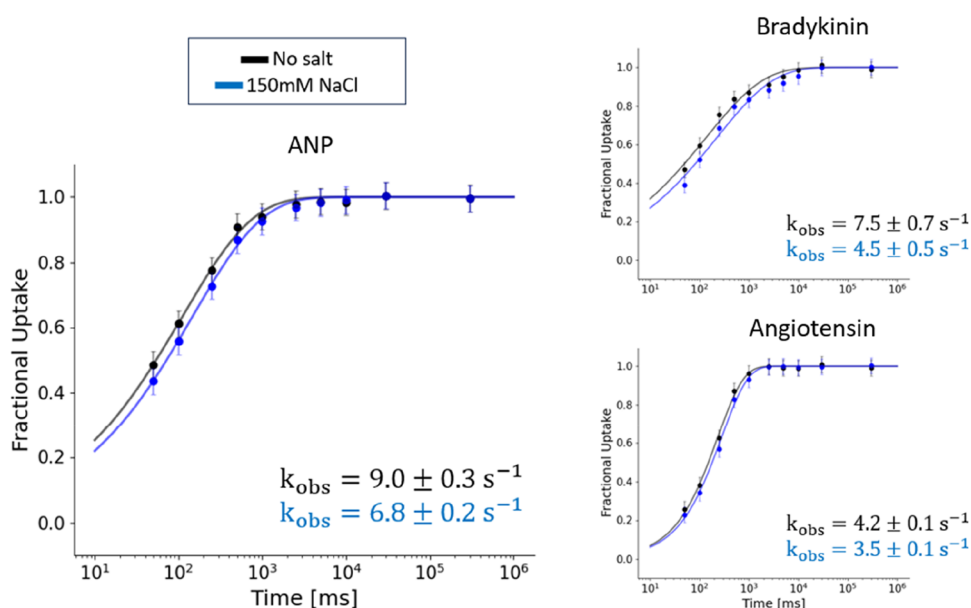 No salt
150mM NaCl
ANP
Fractional Uptake
1.0
0.8
0.6
0.4
0.2
0.0
k_obs = 9.0 ± 0.3 s⁻¹
k_obs = 6.8 ± 0.2 s⁻¹
10¹ 10² 10³ 10⁴ 10⁵ 10⁶
Time [ms]
Bradykinin
Fractional Uptake
1.0
0.8
0.6
0.4
0.2
0.0
k_obs = 7.5 ± 0.7 s⁻¹
k_obs = 4.5 ± 0.5 s⁻¹
10¹ 10² 10³ 10⁴ 10⁵ 10⁶
Angiotensin
Fractional Uptake
1.0
0.8
0.6
0.4
0.2
0.0
k_obs = 4.2 ± 0.1 s⁻¹
k_obs = 3.5 ± 0.1 s⁻¹
10¹ 10² 10³ 10⁴ 10⁵ 10⁶
Time [ms]